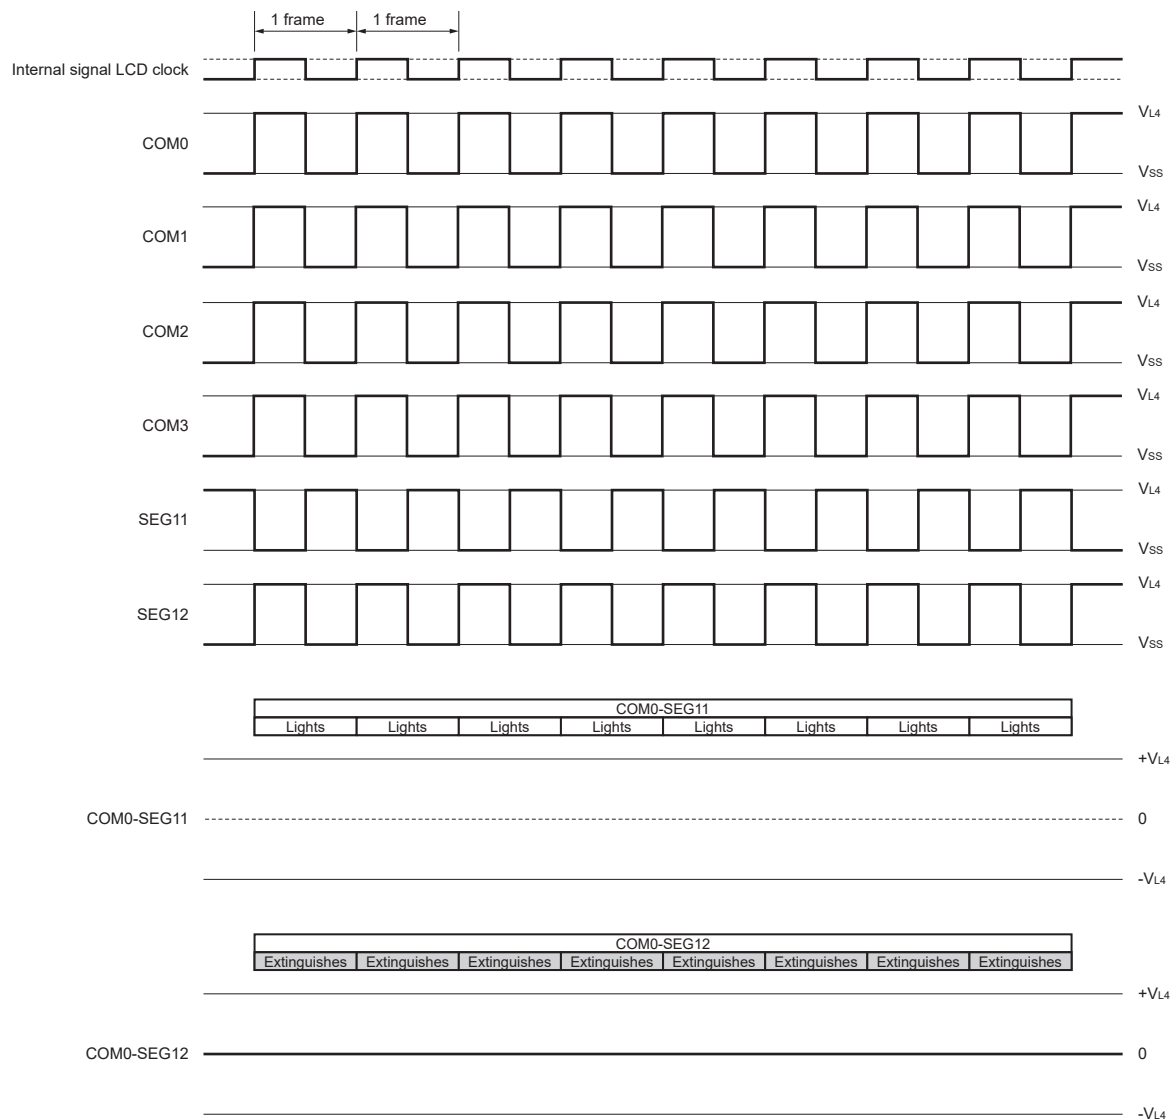 1 frame 1 frame
Internal signal LCD clock
VL4
COM0
VSS
VL4
COM1
VSS
VL4
COM2
VSS
VL4
COM3
VSS
VL4
SEG11
VSS
VL4
SEG12
VSS
COM0-SEG11
Lights Lights Lights Lights Lights Lights Lights Lights
+VL4
COM0-SEG11 0
-VL4
COM0-SEG12
Extinguishes Extinguishes Extinguishes Extinguishes Extinguishes Extinguishes Extinguishes Extinguishes
+VL4
COM0-SEG12 0
-VL4